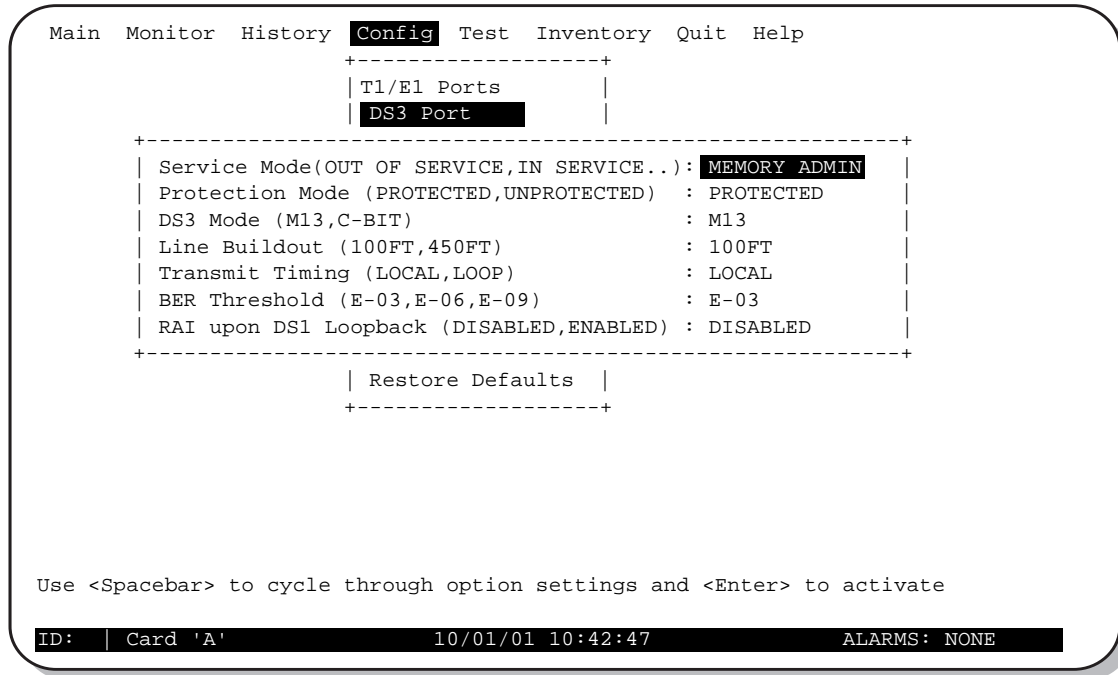 Main Monitor History Config Test Inventory Quit Help
+-------------------+
|T1/E1 Ports |
| DS3 Port |
+-----------------------------------------------------------+
| Service Mode(OUT OF SERVICE,IN SERVICE..): MEMORY ADMIN |
| Protection Mode (PROTECTED,UNPROTECTED) : PROTECTED |
| DS3 Mode (M13,C-BIT) : M13 |
| Line Buildout (100FT,450FT) : 100FT |
| Transmit Timing (LOCAL,LOOP) : LOCAL |
| BER Threshold (E-03,E-06,E-09) : E-03 |
| RAI upon DS1 Loopback (DISABLED,ENABLED) : DISABLED |
+-----------------------------------------------------------+
| Restore Defaults |
+-------------------+
Use <Spacebar> to cycle through option settings and <Enter> to activate
ID: | Card 'A' 10/01/01 10:42:47 ALARMS: NONE